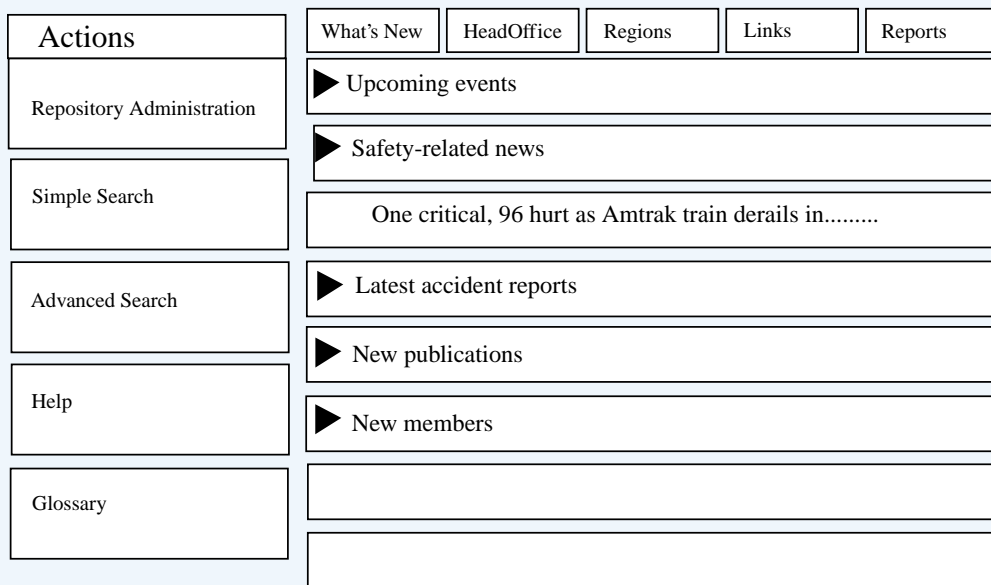 Actions
Repository Administration
Simple Search
Advanced Search
Help
Glossary
What's New
HeadOffice
Regions
Links
Reports
Upcoming events
Safety-related news
One critical, 96 hurt as Amtrak train derails in.........
Latest accident reports
New publications
New members